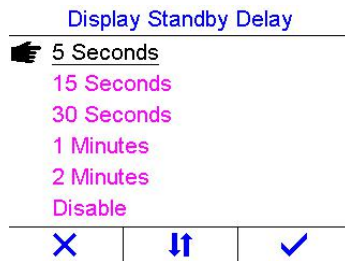 Display Standby Delay
5 Seconds
15 Seconds
30 Seconds
1 Minutes
2 Minutes
Disable